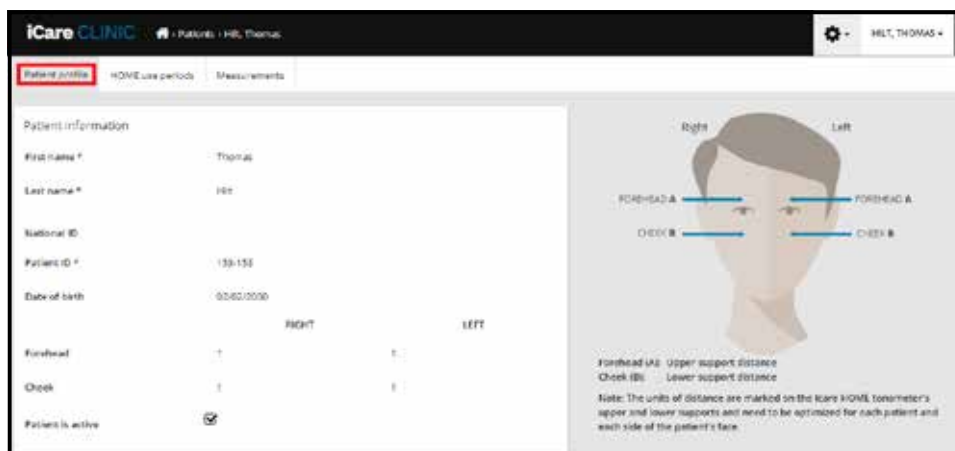 iCare CLINIC
Patients › Hilt, Thomas
HILT, THOMAS
Patient profile
HOME use periods
Measurements
Patient information
First name *
Thomas
Last name *
Hilt
National ID
Patient ID *
Date of birth
RIGHT
LEFT
Forehead
Cheek
Patient is active
Right
Left
FOREHEAD A
FOREHEAD A
CHEEK B
CHEEK B
Forehead (A): Upper support distance
Cheek (B): Lower support distance
Note: The units of distance are marked on the Icare HOME tonometer's
upper and lower supports and need to be optimized for each patient and
each side of the patient's face.